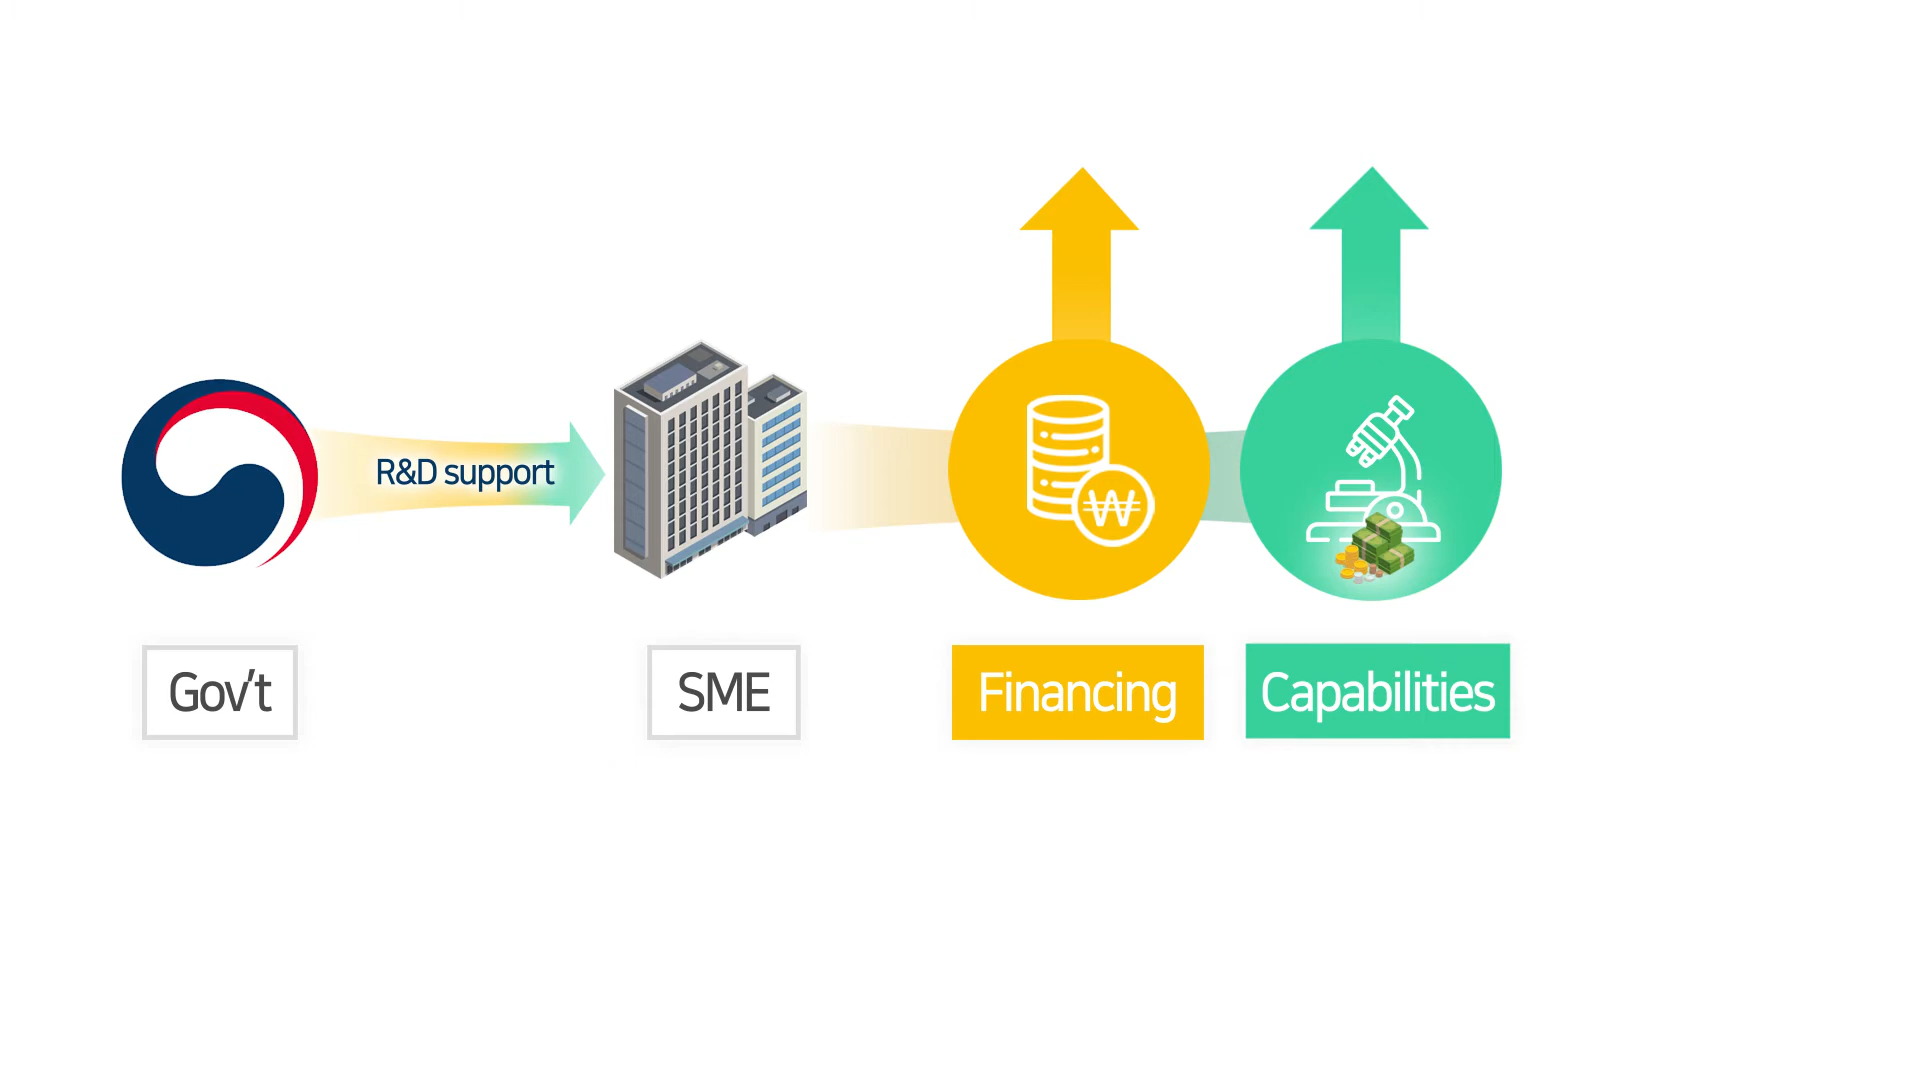 R&D support
₩
Gov't
SME
Financing
Capabilities